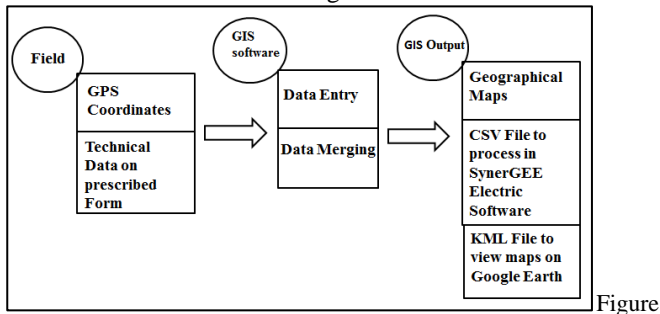 Field
GPS
Coordinates
Technical
Data on
prescribed
Form
GIS
software
Data Entry
Data Merging
GIS Output
Geographical
Maps
CSV File to
process in
SynerGEE
Electric
Software
KML File to
view maps on
Google Earth
Figure